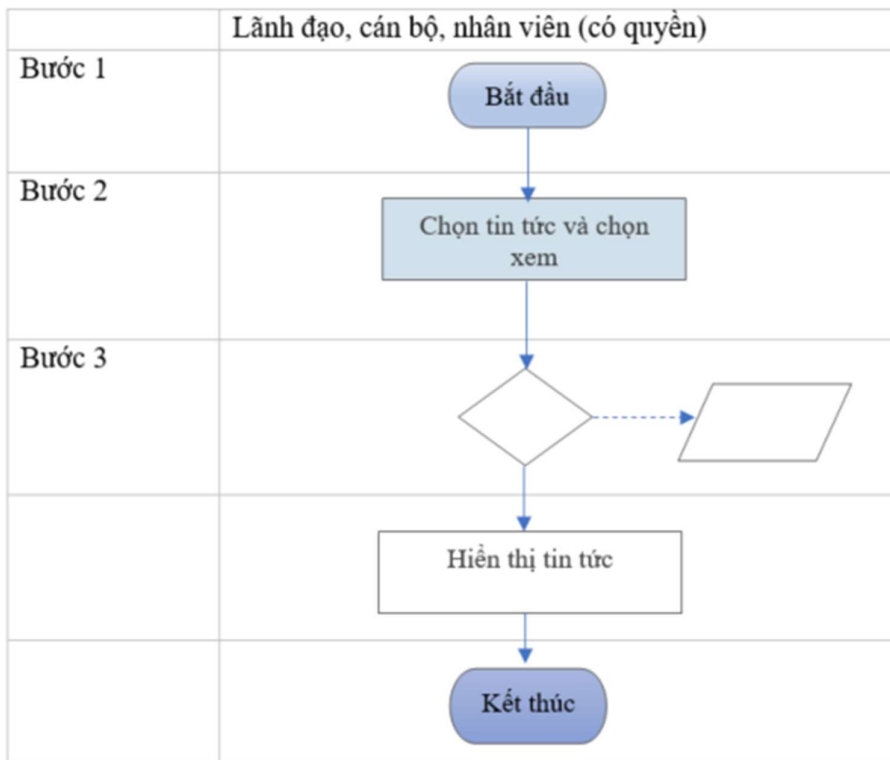 Lãnh đạo, cán bộ, nhân viên (có quyền)
Bước 1
Bắt đầu
Bước 2
Chọn tin tức và chọn
xem
Bước 3
Hiển thị tin tức
Kết thúc